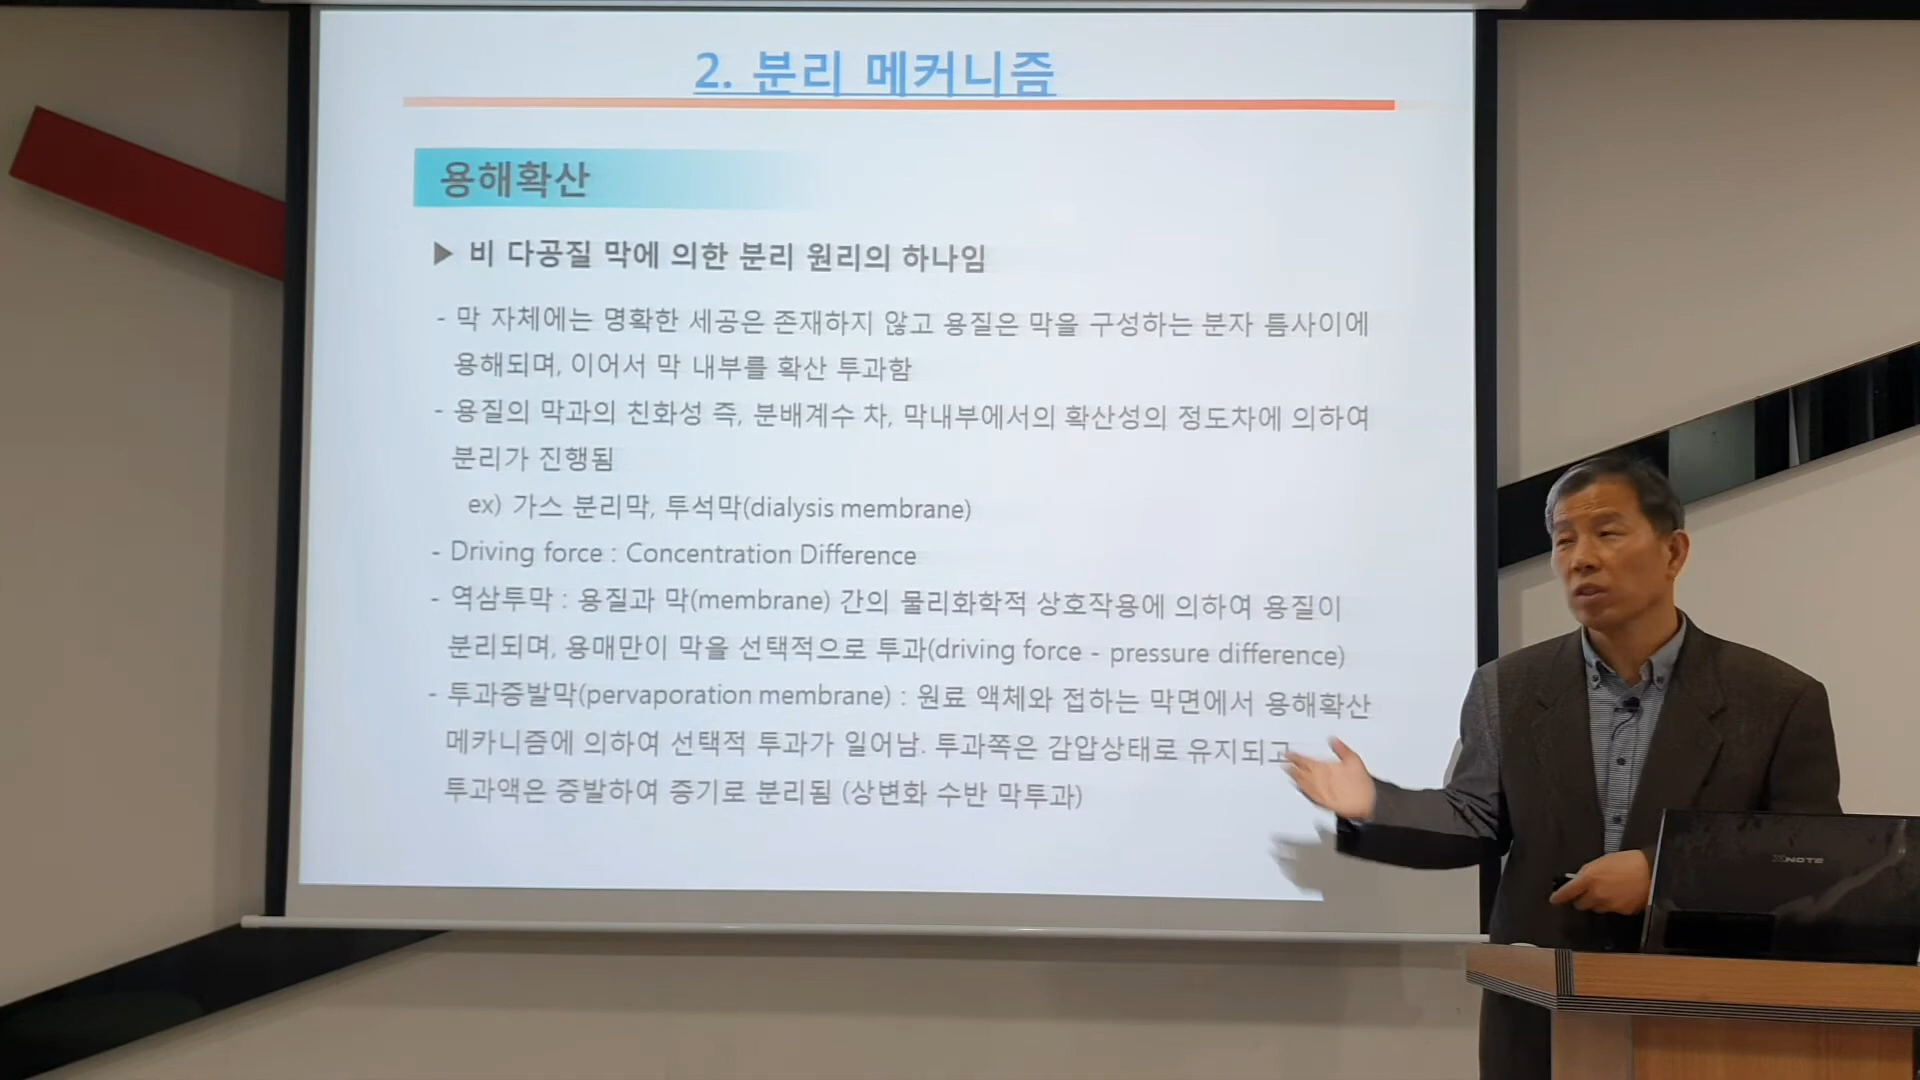 2. 분리 메커니즘
용해확산
▶ 비 다공질 막에 의한 분리 원리의 하나임
- 막 자체에는 명확한 세공은 존재하지 않고 용질은 막을 구성하는 분자 틈사이에
용해되며, 이어서 막 내부를 확산 투과함
- 용질의 막과의 친화성 즉, 분배계수 차, 막내부에서의 확산성의 정도차에 의하여
분리가 진행됨
ex) 가스 분리막, 투석막(dialysis membrane)
- Driving force : Concentration Difference
- 역삼투막 : 용질과 막(membrane) 간의 물리화학적 상호작용에 의하여 용질이
분리되며, 용매만이 막을 선택적으로 투과(driving force - pressure difference)
- 투과증발막(pervaporation membrane) : 원료 액체와 접하는 막면에서 용해확산
메카니즘에 의하여 선택적 투과가 일어남. 투과쪽은 감압상태로 유지되고
투과액은 증발하여 증기로 분리됨 (상변화 수반 막투과)
XNOTE